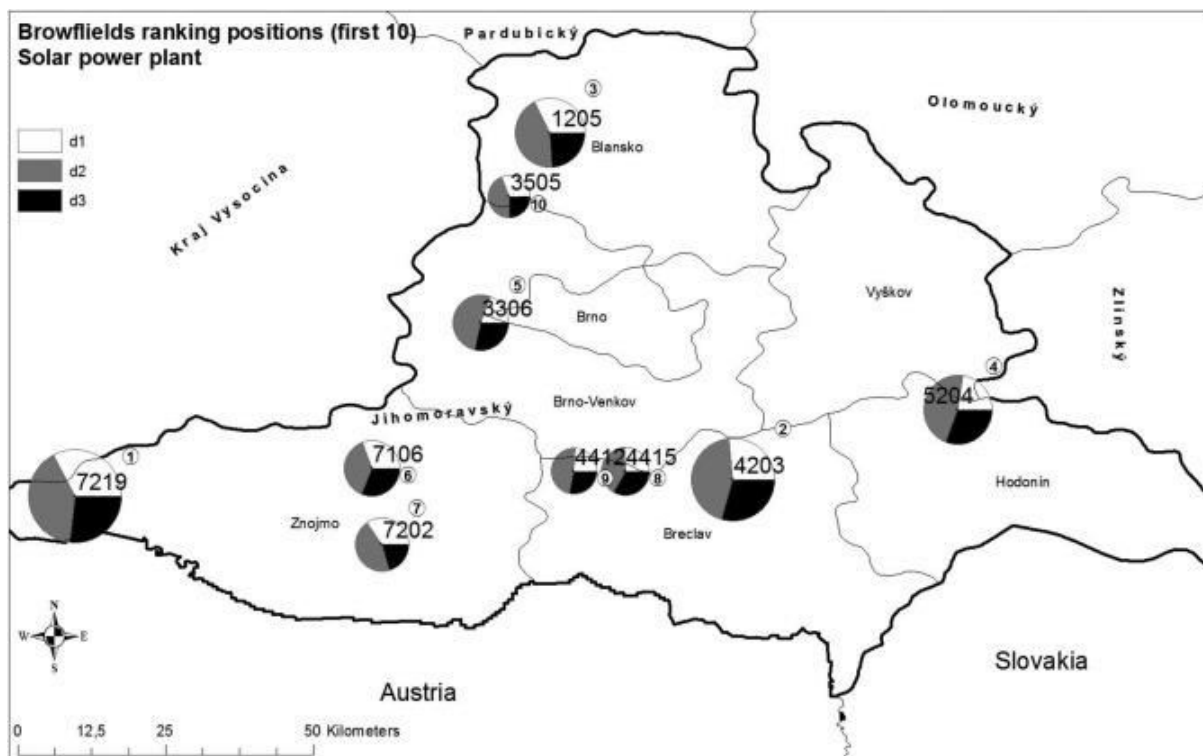 Browflields ranking positions (first 10)
Solar power plant
Pardubický
Olomoucký
d1
d2
d3
3
1205
Blansko
3505
10
Kraj Vysocina
5
3306
Brno
Vyškov
Zlínský
4
5204
Brno-Venkov
Jihomoravský
2
1
7219
7106
6
4412
9
4415
8
4203
Hodonín
7
7202
Znojmo
Breclav
N
W E
S
Slovakia
Austria
0 12,5 25 50 Kilometers